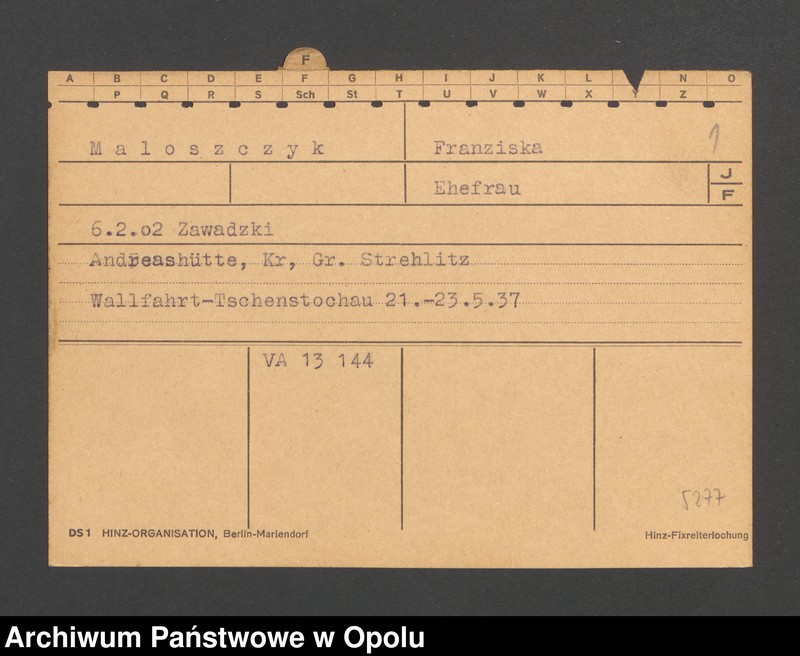 F
A B C D E F G H I J K L N O
P Q R S Sch St T U V W X Y Z
M a l o s z c z y k Franziska 1
Ehefrau J
F
6.2.o2 Zawadzki
Andreashütte, Kr, Gr. Strehlitz
Wallfahrt-Tschenstochau 21.-23.5.37
VA 13 144
5277
DS1 HINZ-ORGANISATION, Berlin-Mariendorf Hinz-Fixreiterlochung
Archiwum Państwowe w Opolu